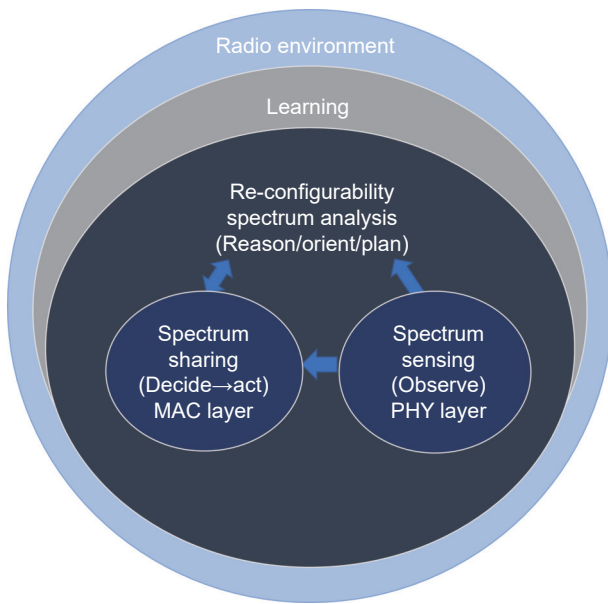 Radio environment
Learning
Re-configurability
spectrum analysis
(Reason/orient/plan)
Spectrum
sharing
(Decide→act)
MAC layer
Spectrum
sensing
(Observe)
PHY layer